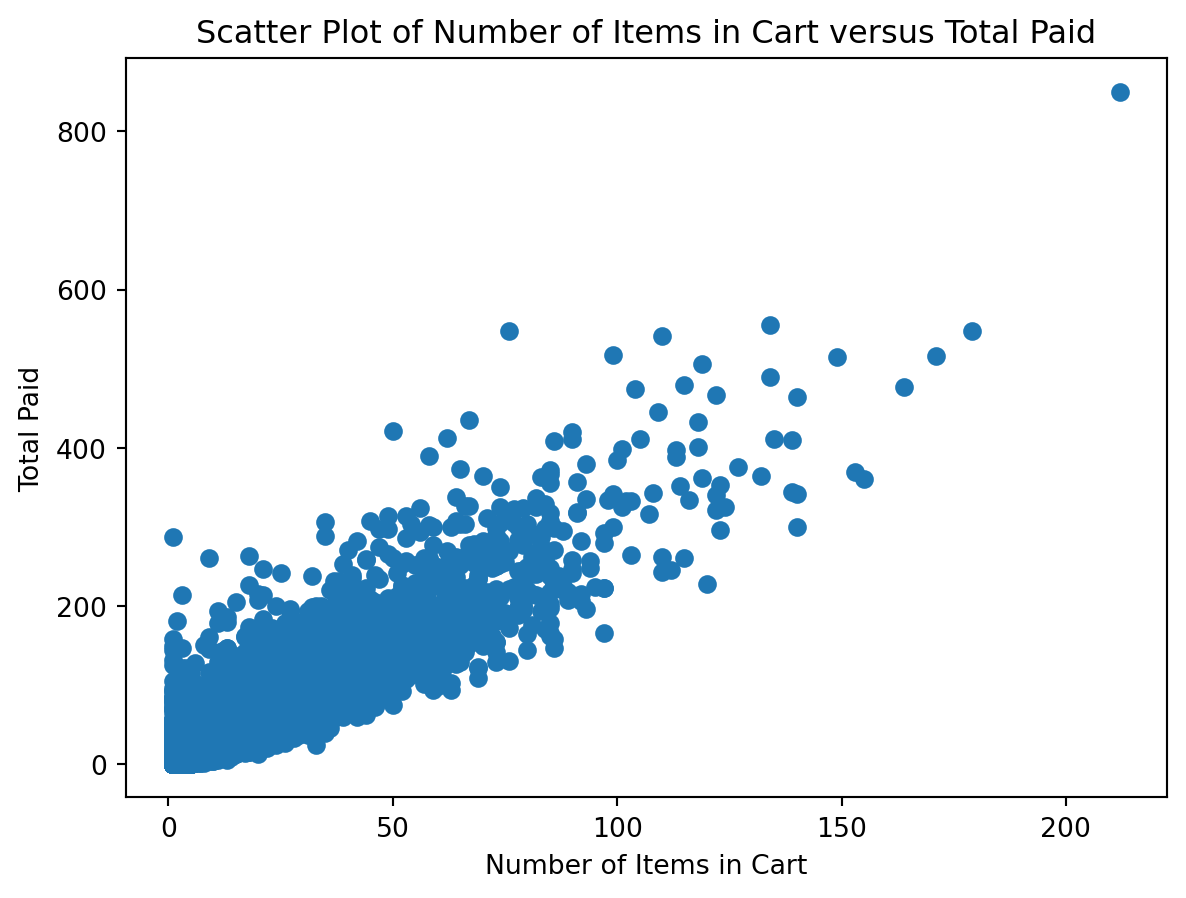 Scatter Plot of Number of Items in Cart versus Total Paid
800
600
400
200
0
Total Paid
0 50 100 150 200
Number of Items in Cart